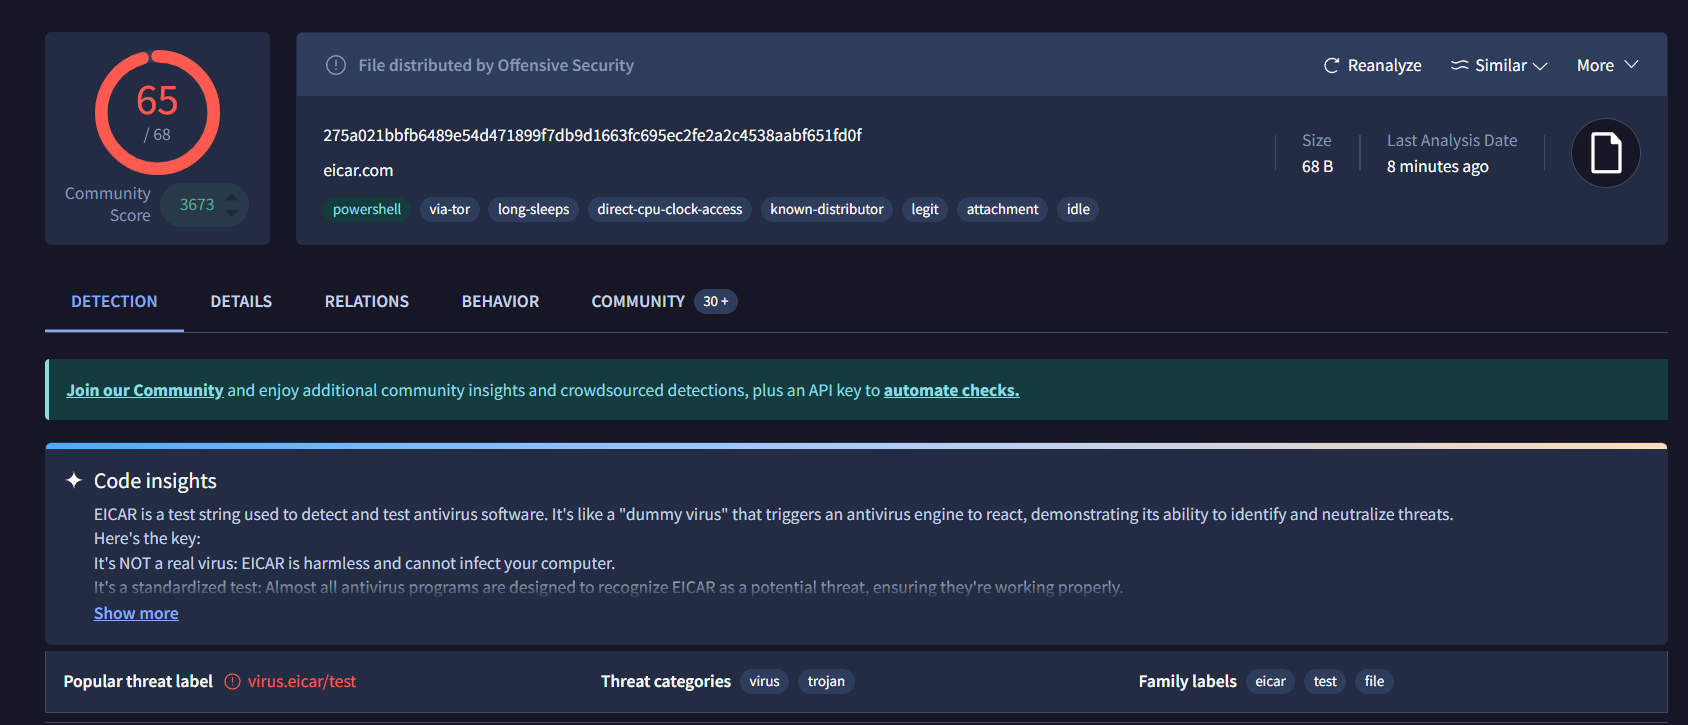 65
/ 68
Community
Score
3673
File distributed by Offensive Security
Reanalyze
Similar
More
275a021bbfb6489e54d471899f7db9d1663fc695ec2fe2a2c4538aabf651fd0f
eicar.com
powershell
via-tor
long-sleeps
direct-cpu-clock-access
known-distributor
legit
attachment
idle
Size
68 B
Last Analysis Date
8 minutes ago
DETECTION
DETAILS
RELATIONS
BEHAVIOR
COMMUNITY
30 +
Join our Community and enjoy additional community insights and crowdsourced detections, plus an API key to automate checks.
Code insights
EICAR is a test string used to detect and test antivirus software. It's like a "dummy virus" that triggers an antivirus engine to react, demonstrating its ability to identify and neutralize threats.
Here's the key:
It's NOT a real virus: EICAR is harmless and cannot infect your computer.
It's a standardized test: Almost all antivirus programs are designed to recognize EICAR as a potential threat, ensuring they're working properly.
Show more
Popular threat label
virus.eicar/test
Threat categories
virus
trojan
Family labels
eicar
test
file